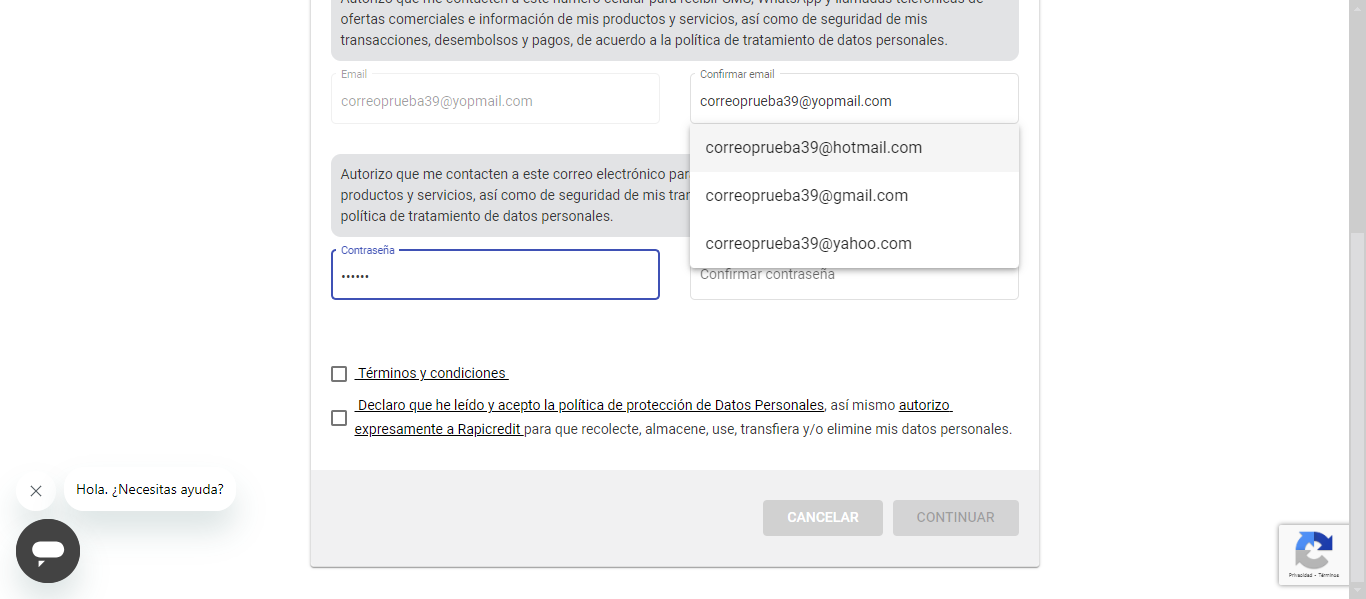 Autorizo que me contacten a este número celular para recibir SMS, WhatsApp y llamadas telefónicas de
ofertas comerciales e información de mis productos y servicios, así como de seguridad de mis
transacciones, desembolsos y pagos, de acuerdo a la política de tratamiento de datos personales.
Email
correoprueba39@yopmail.com
Confirmar email
correoprueba39@yopmail.com
correoprueba39@hotmail.com
correoprueba39@gmail.com
correoprueba39@yahoo.com
Autorizo que me contacten a este correo electrónico par
productos y servicios, así como de seguridad de mis tran
política de tratamiento de datos personales.
Contraseña
••••••
Confirmar contraseña
Términos y condiciones
Declaro que he leído y acepto la política de protección de Datos Personales, así mismo autorizo
expresamente a Rapicredit para que recolecte, almacene, use, transfiera y/o elimine mis datos personales.
Hola. ¿Necesitas ayuda?
CANCELAR
CONTINUAR
Privacidad - Términos